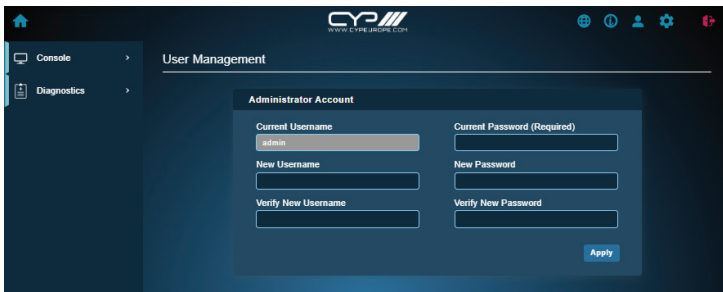 CYP
WWW.CYPEUROPE.COM
Console
Diagnostics
User Management
Administrator Account
Current Username
Current Password (Required)
admin
New Username
New Password
Verify New Username
Verify New Password
Apply